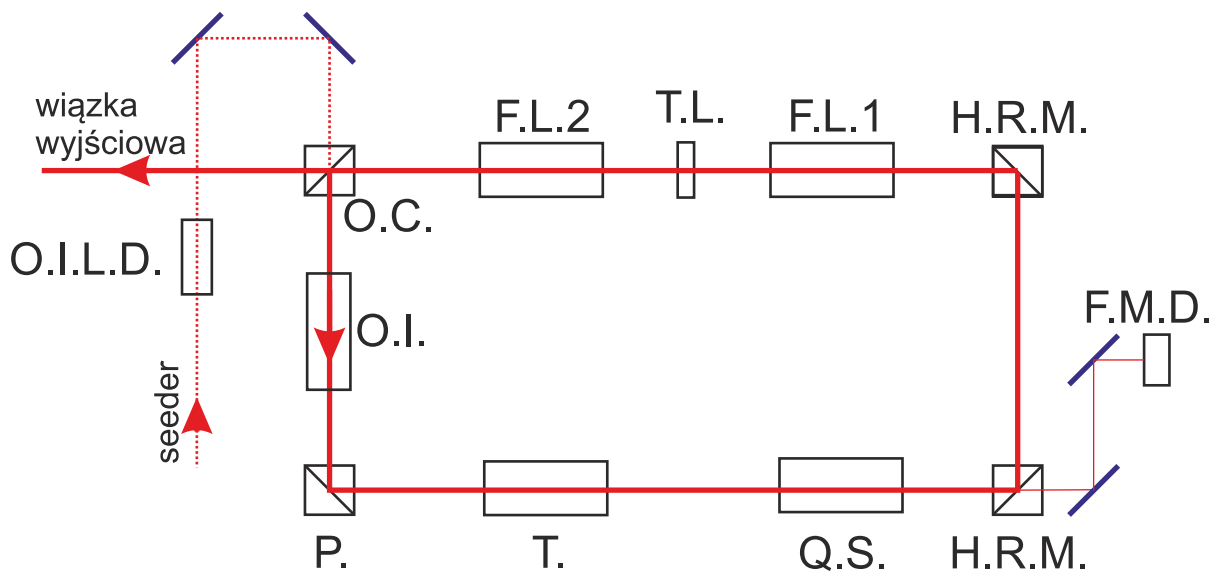 wiązka
wyjściowa
F.L.2
T.L.
F.L.1
H.R.M.
O.C.
O.I.L.D.
O.I.
F.M.D.
seeder
P.
T.
Q.S.
H.R.M.